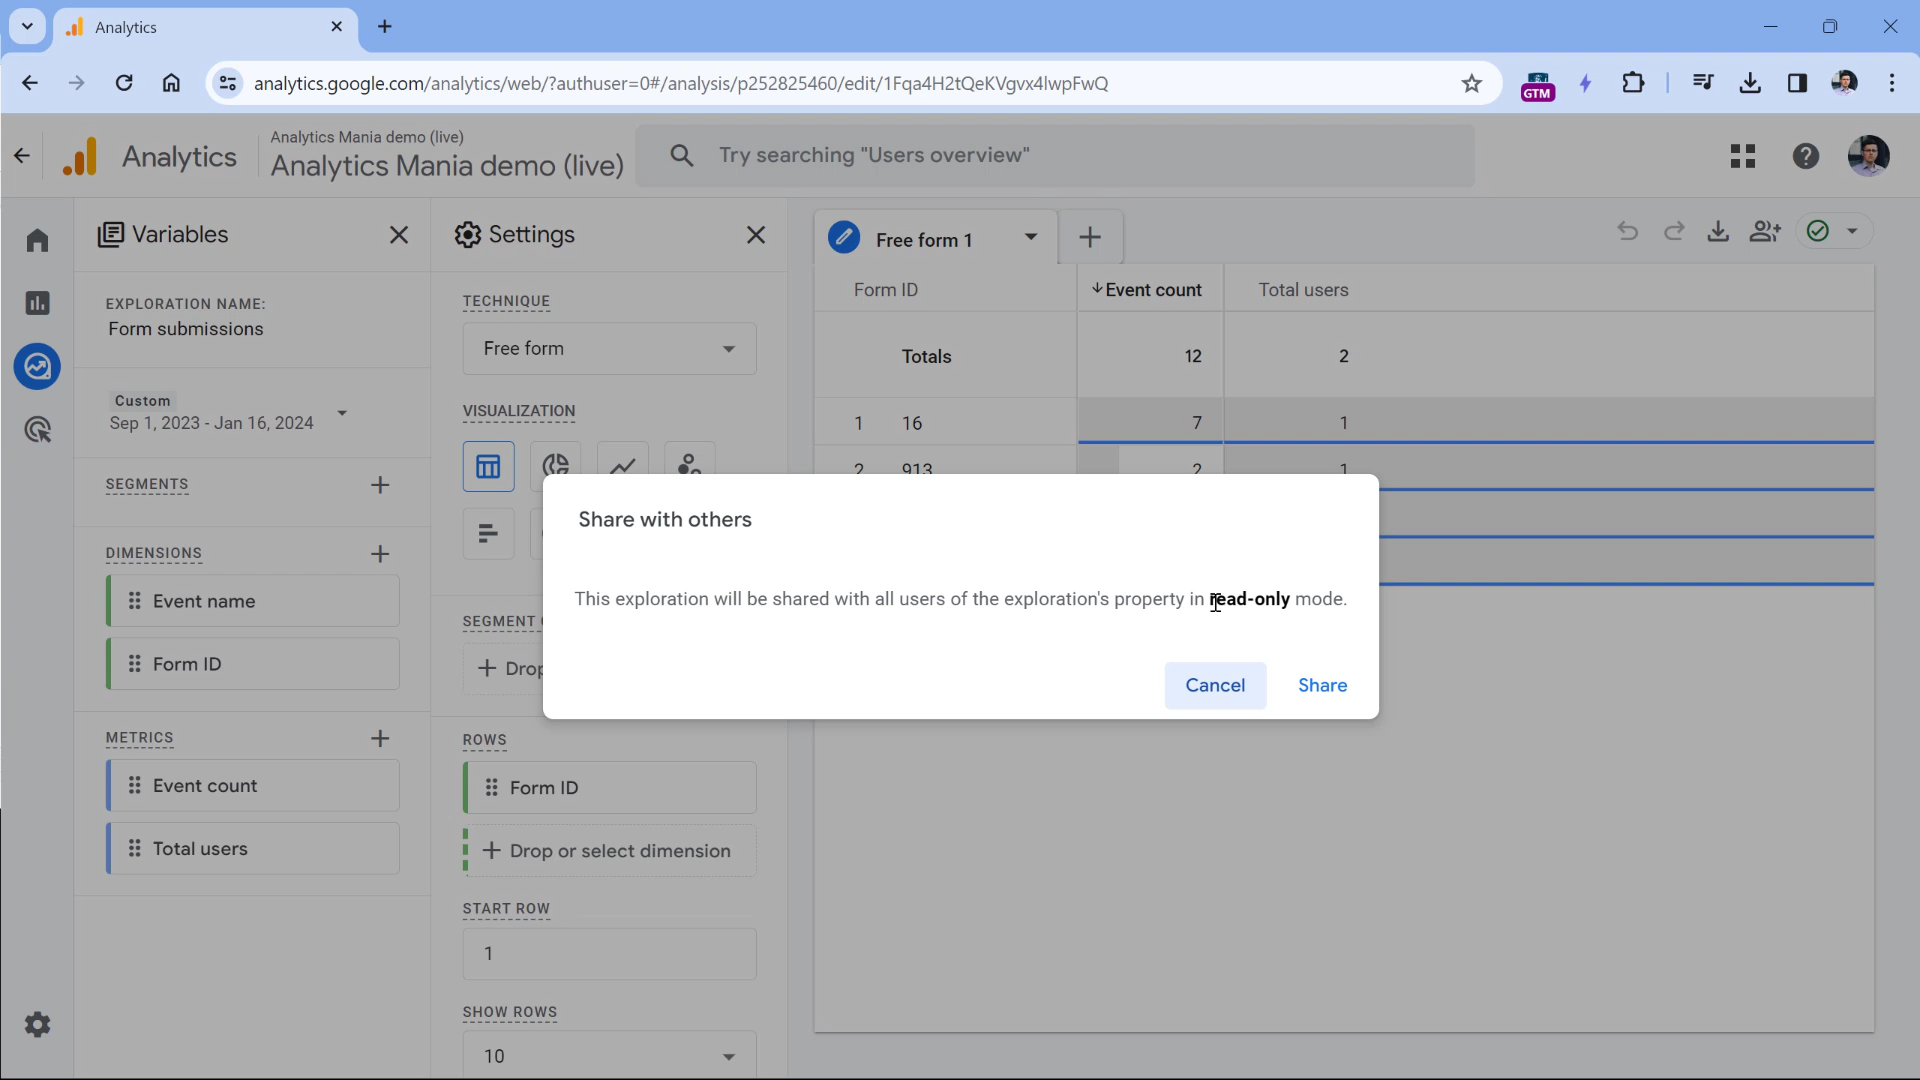 Analytics
analytics.google.com/analytics/web/?authuser=0#/analysis/p252825460/edit/1Fqa4H2tQeKVgvx4lwpFwQ
GTM
Analytics
Analytics Mania demo (live)
Analytics Mania demo (live)
Try searching "Users overview"
Variables
EXPLORATION NAME:
Form submissions
Custom
Sep 1, 2023 - Jan 16, 2024
SEGMENTS
DIMENSIONS
Event name
Form ID
METRICS
Event count
Total users
Settings
TECHNIQUE
Free form
VISUALIZATION
SEGMENT
Drop
ROWS
Form ID
Drop or select dimension
START ROW
1
SHOW ROWS
10
Free form 1
Form ID Event count Total users
Totals 12 2
1 16 7 1
2 913 2 1
Share with others
This exploration will be shared with all users of the exploration's property in read-only mode.
Cancel Share